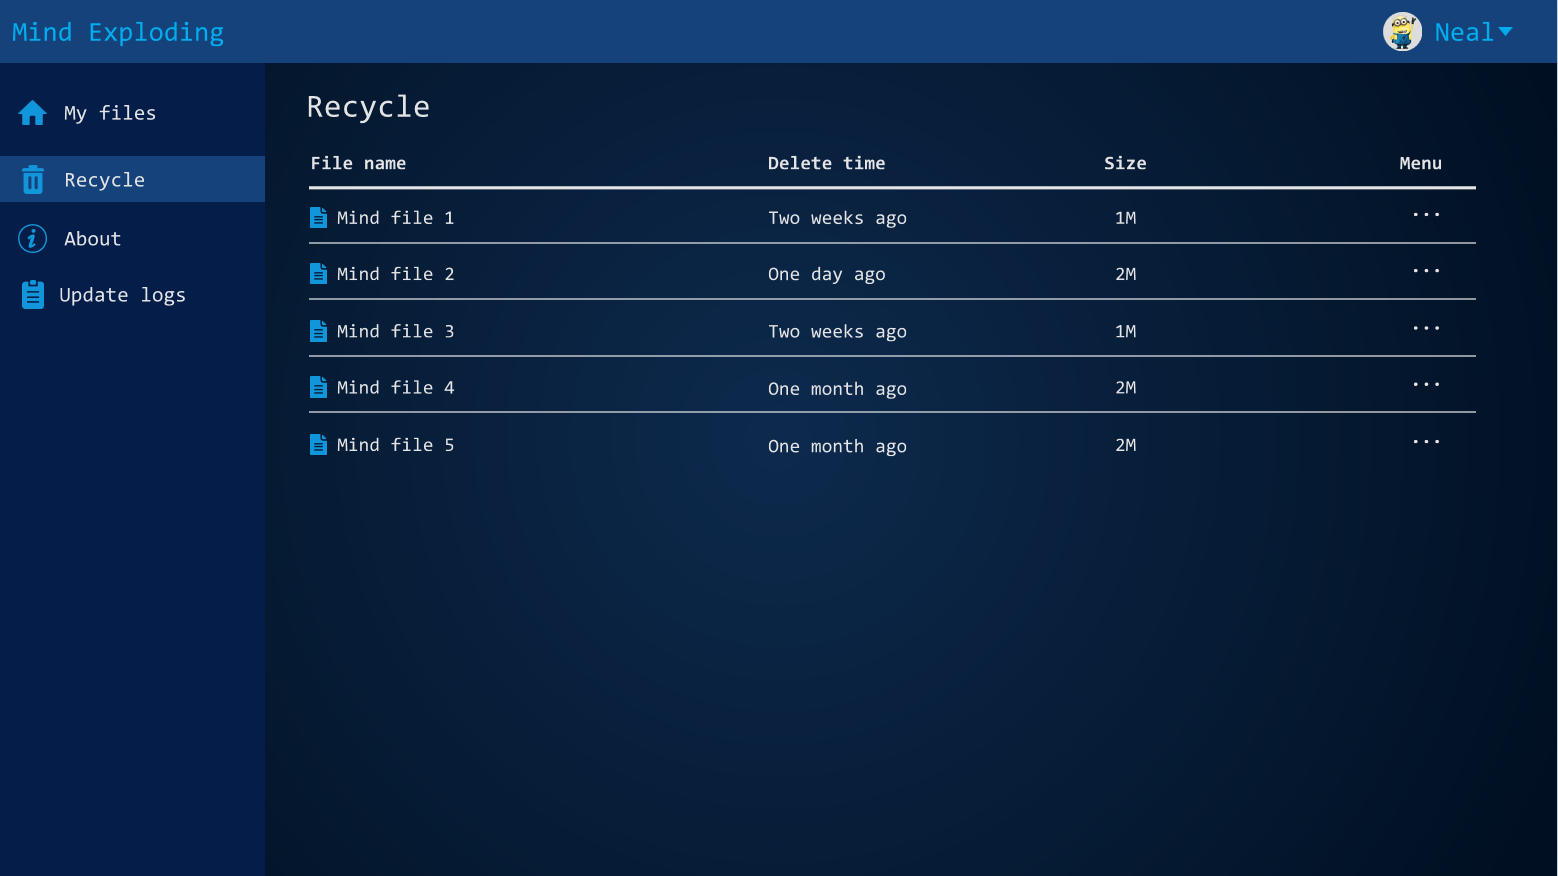 Mind Exploding
Neal
My files
Recycle
About
Update logs
Recycle
File name Delete time Size Menu
Mind file 1 Two weeks ago 1M ...
Mind file 2 One day ago 2M ...
Mind file 3 Two weeks ago 1M ...
Mind file 4 One month ago 2M ...
Mind file 5 One month ago 2M ...